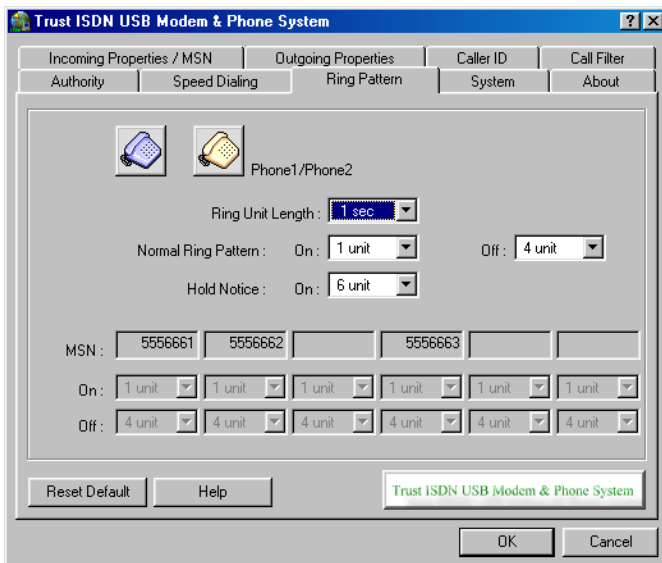 Trust ISDN USB Modem & Phone System
Incoming Properties / MSN Outgoing Properties Caller ID Call Filter
Authority Speed Dialing Ring Pattern System About
Phone1/Phone2
Ring Unit Length : 1 sec
Normal Ring Pattern : On : 1 unit Off : 4 unit
Hold Notice : On : 6 unit
MSN : 5556661 5556662 5556663
On : 1 unit 1 unit 1 unit 1 unit 1 unit 1 unit
Off : 4 unit 4 unit 4 unit 4 unit 4 unit 4 unit
Reset Default Help Trust ISDN USB Modem & Phone System
OK Cancel